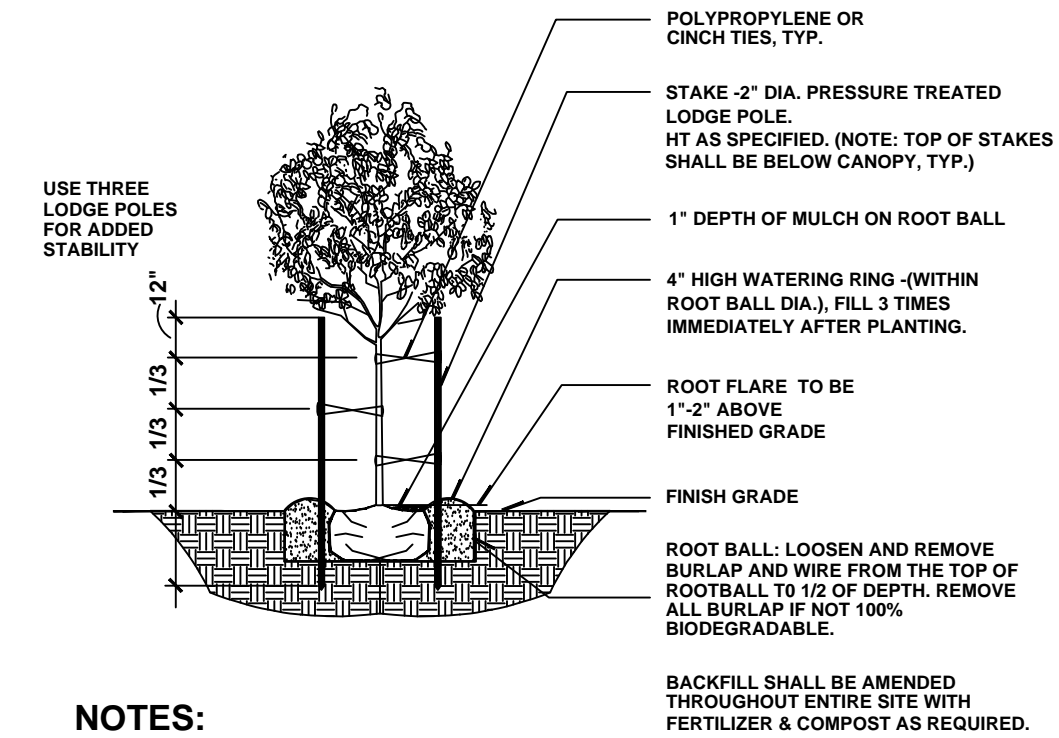 POLYPROPYLENE OR
CINCH TIES, TYP.
STAKE -2" DIA. PRESSURE TREATED
LODGE POLE.
HT AS SPECIFIED. (NOTE: TOP OF STAKES
SHALL BE BELOW CANOPY, TYP.)
USE THREE
LODGE POLES
FOR ADDED
STABILITY
1" DEPTH OF MULCH ON ROOT BALL
4" HIGH WATERING RING -(WITHIN
ROOT BALL DIA.), FILL 3 TIMES
IMMEDIATELY AFTER PLANTING.
12"
1/3
1/3
1/3
ROOT FLARE TO BE
1"-2" ABOVE
FINISHED GRADE
FINISH GRADE
ROOT BALL: LOOSEN AND REMOVE
BURLAP AND WIRE FROM THE TOP OF
ROOTBALL T0 1/2 OF DEPTH. REMOVE
ALL BURLAP IF NOT 100%
BIODEGRADABLE.
BACKFILL SHALL BE AMENDED
THROUGHOUT ENTIRE SITE WITH
FERTILIZER & COMPOST AS REQUIRED.
NOTES: